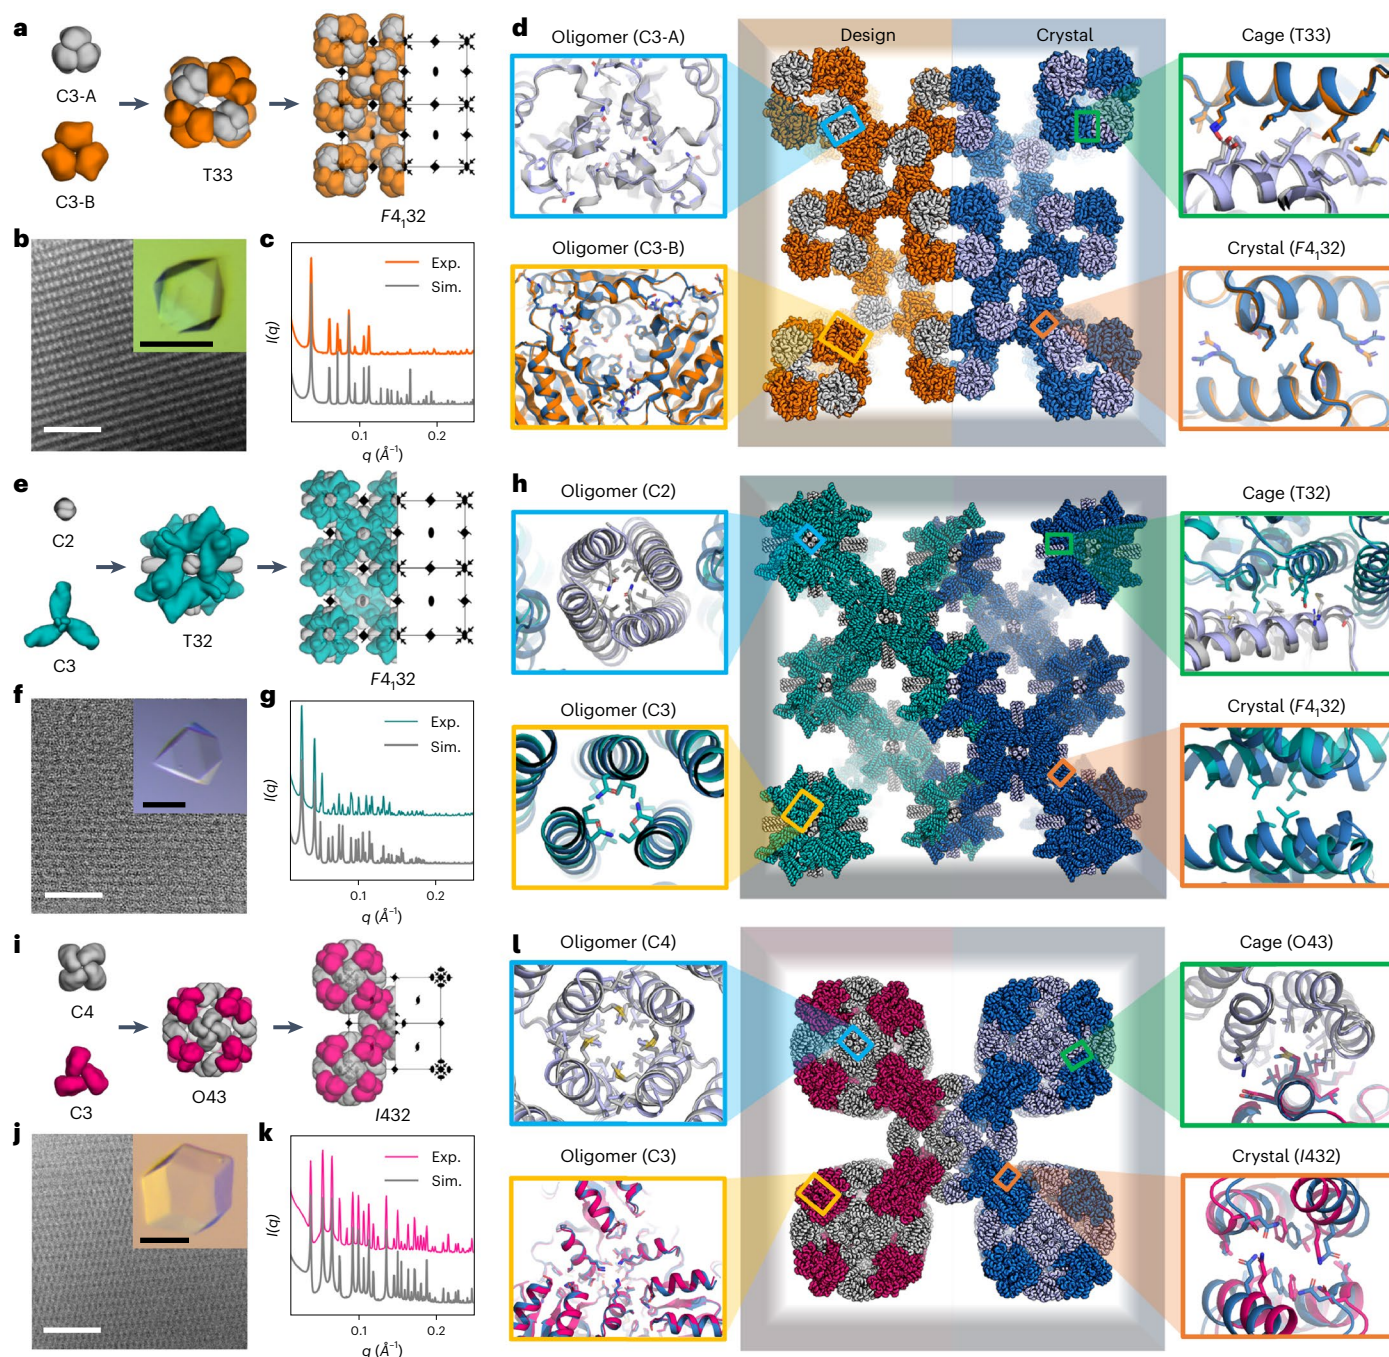 a
C3-A
C3-B
T33
F4₁32
b
c
Exp.
Sim.
I(q)
0.1
0.2
q (Å⁻¹)
d
Oligomer (C3-A)
Design
Crystal
Cage (T33)
Oligomer (C3-B)
Crystal (F4₁32)
e
C2
C3
T32
F4₁32
f
g
Exp.
Sim.
I(q)
0.1
0.2
q (Å⁻¹)
h
Oligomer (C2)
Cage (T32)
Oligomer (C3)
Crystal (F4₁32)
i
C4
C3
O43
I432
j
k
Exp.
Sim.
I(q)
0.1
0.2
q (Å⁻¹)
l
Oligomer (C4)
Cage (O43)
Oligomer (C3)
Crystal (I432)